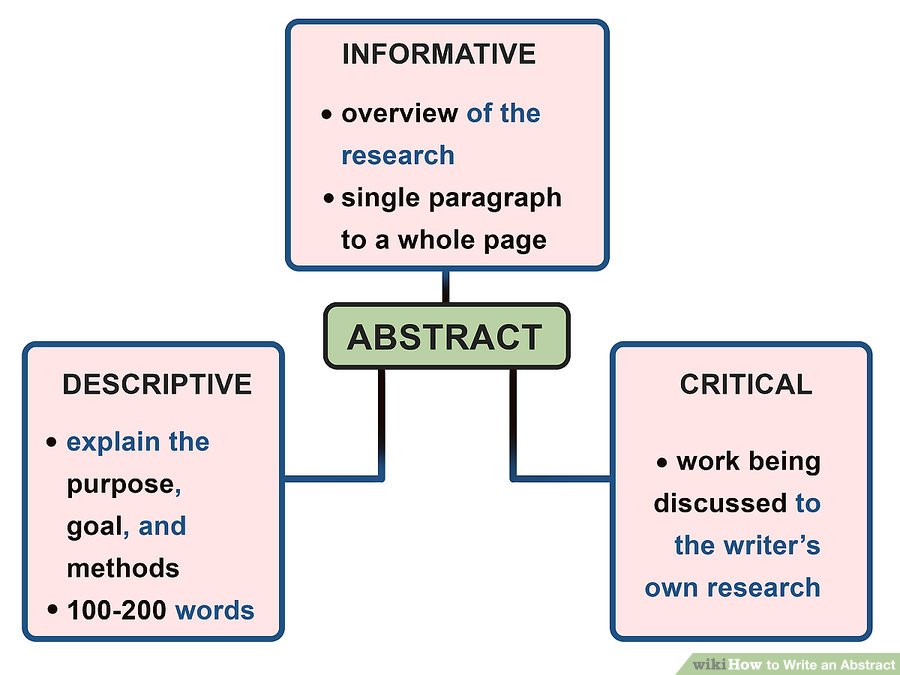 INFORMATIVE
• overview of the
research
• single paragraph
to a whole page
ABSTRACT
DESCRIPTIVE
• explain the
purpose,
goal, and
methods
• 100-200 words
CRITICAL
• work being
discussed to
the writer’s
own research
wikiHow to Write an Abstract